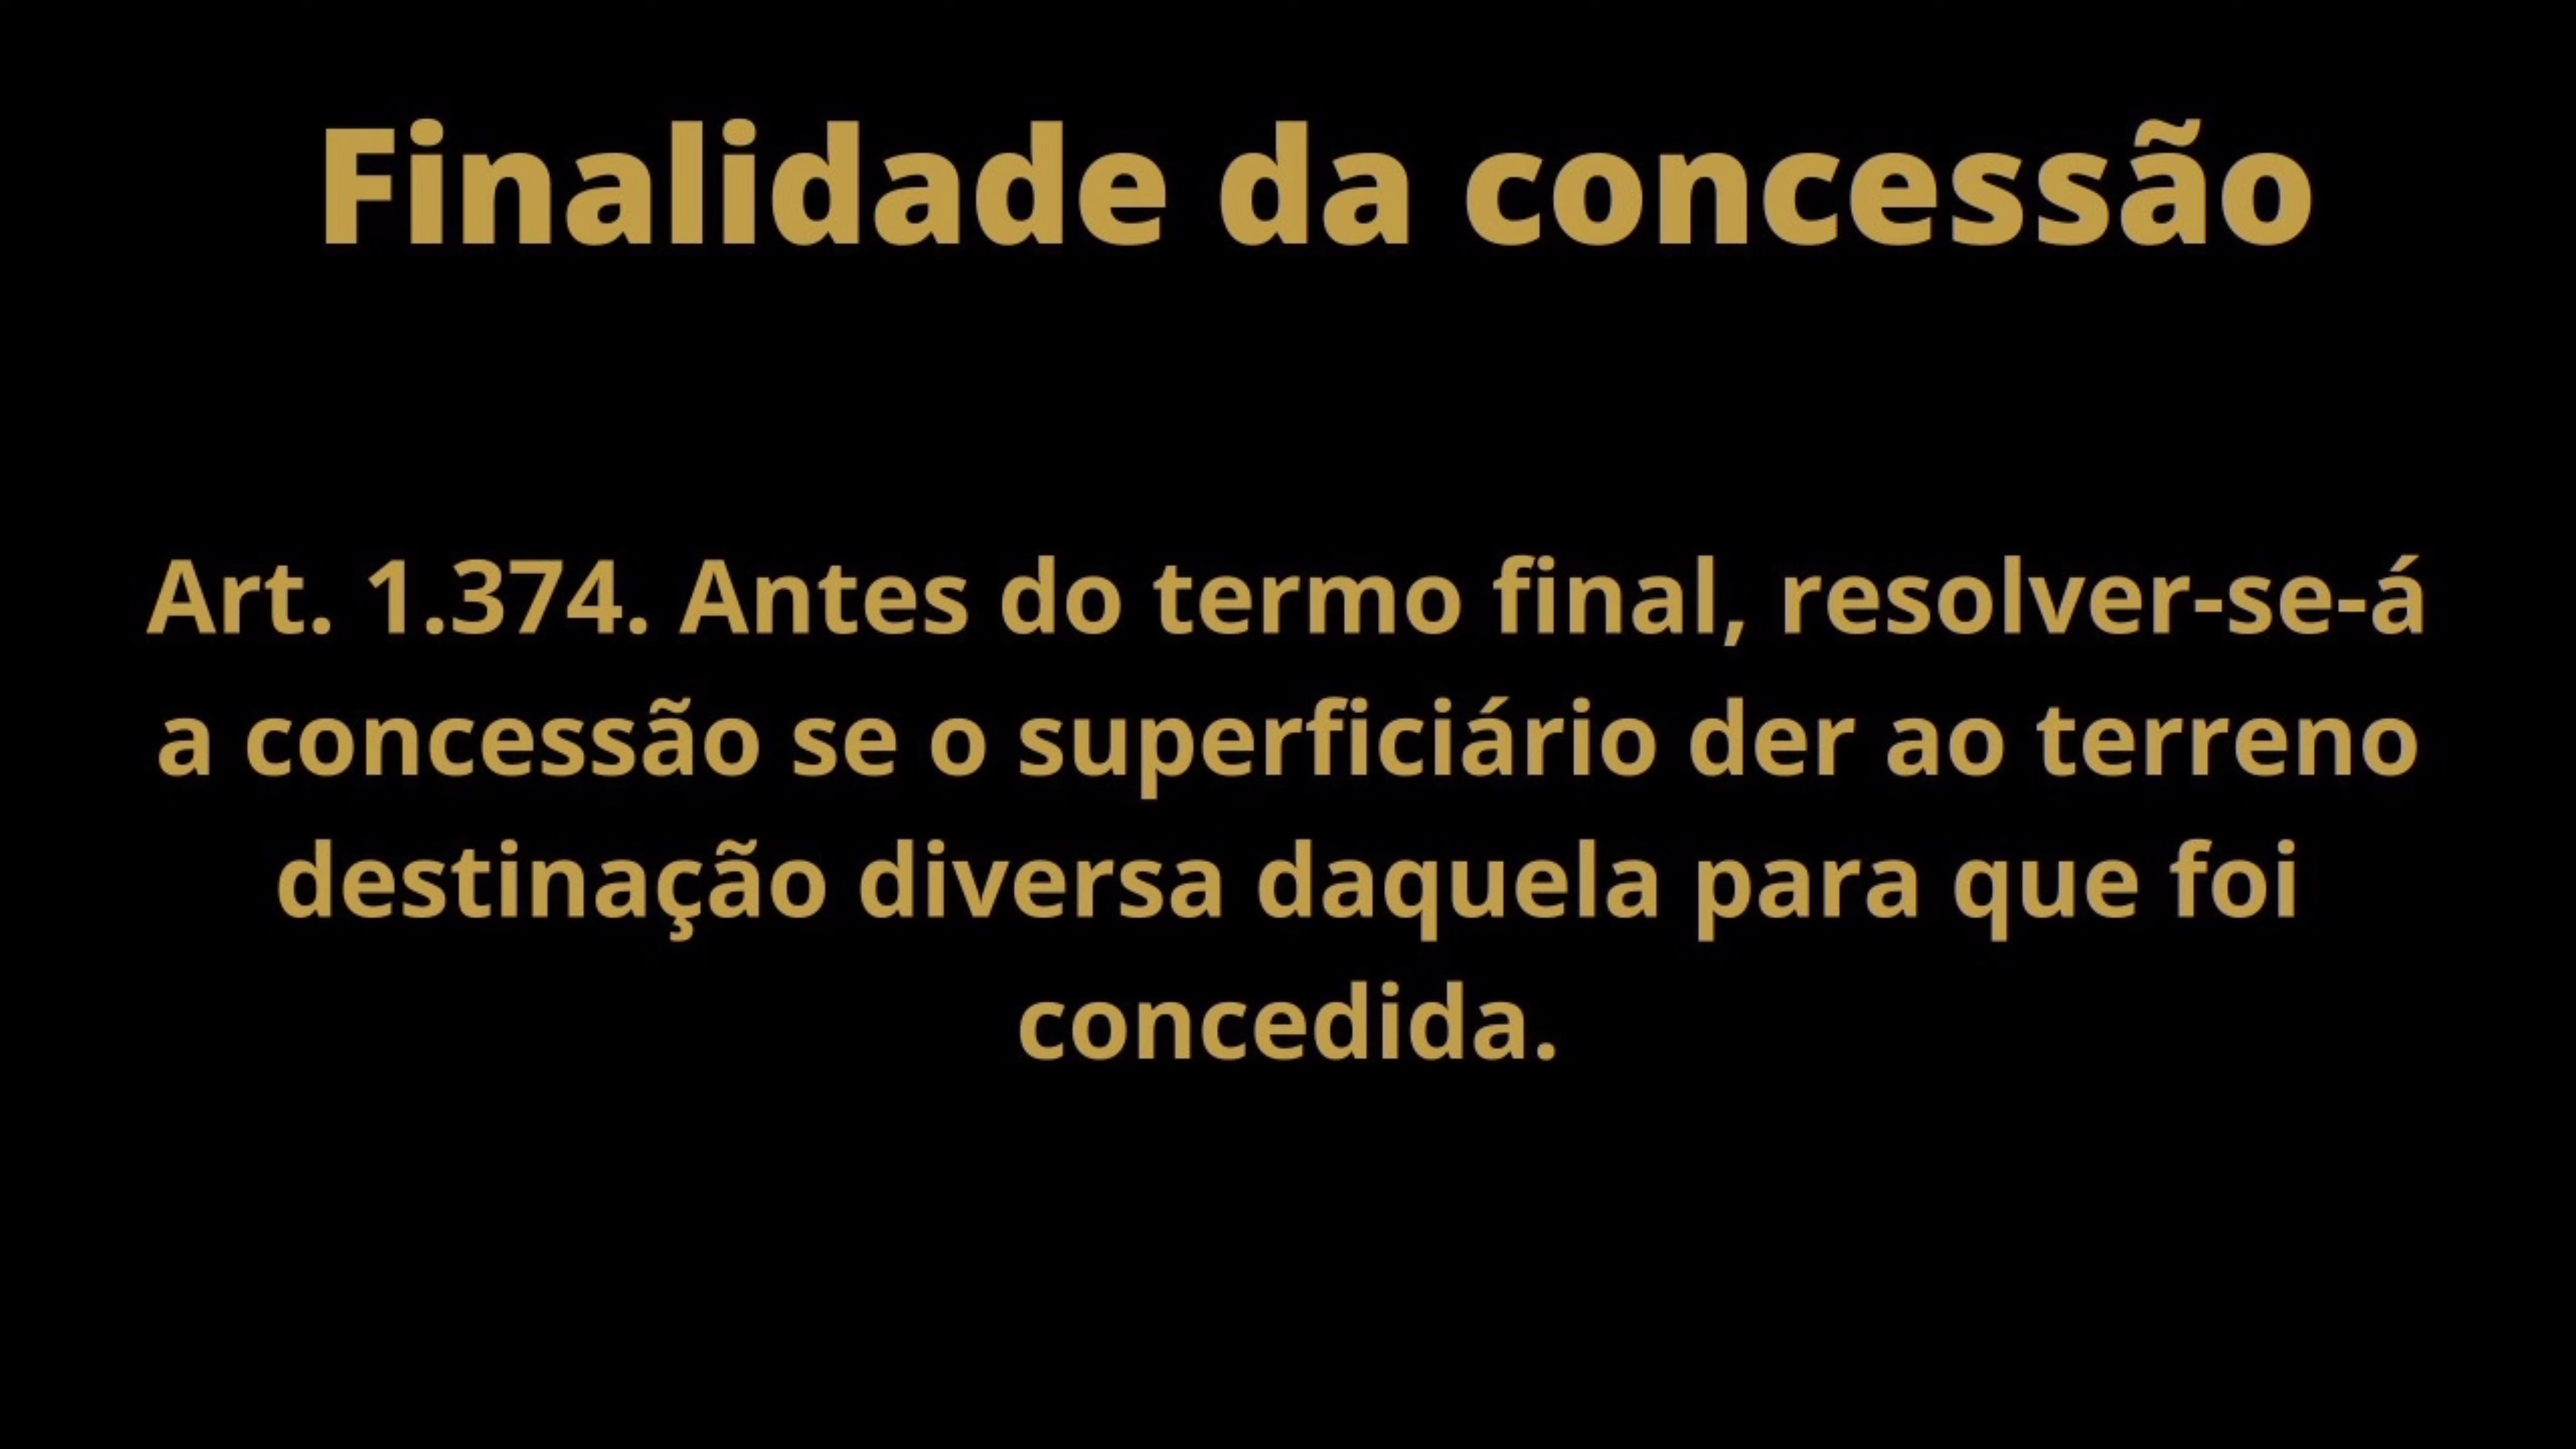 Finalidade da concessão
Art. 1.374. Antes do termo final, resolver-se-á
a concessão se o superficiário der ao terreno
destinação diversa daquela para que foi
concedida.